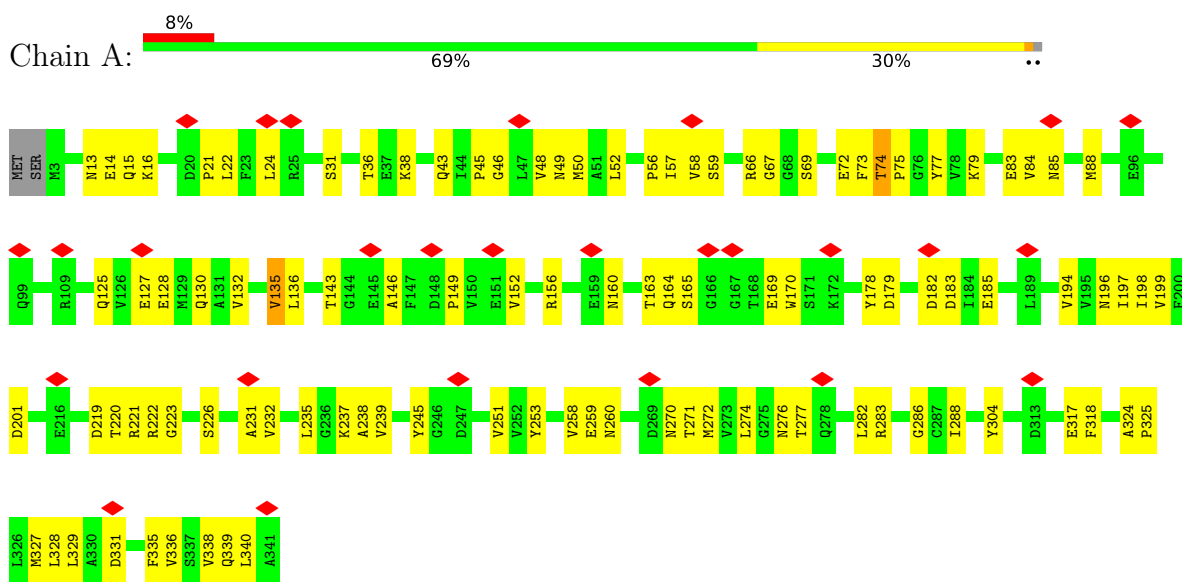 8%
Chain A:
69% 30% ..
MET SER M3 N13 E14 Q15 K16 D20 P21 L22 F23 L24 R25 S31 T36 E37 K38 Q43 I44 P45 G46 L47 V48 N49 M50 A51 L52 P56 I57 V58 S59 R66 G67 G68 S69 E72 F73 T74 P75 G76 Y77 V78 K79 E83 V84 N85 M88 E96
Q99 R109 Q125 V126 E127 E128 M129 Q130 A131 V132 V135 L136 T143 G144 E145 A146 F147 D148 P149 V150 E151 V152 R156 E159 N160 T163 Q164 S165 G166 G167 T168 E169 W170 S171 K172 Y178 D179 D182 D183 I184 E185 L189 V194 V195 N196 I197 I198 V199 F200
D201 E216 D219 T220 R221 R222 G223 S226 A231 V232 L235 G236 K237 A238 V239 Y245 G246 D247 V251 V252 Y253 V258 E259 N260 D269 N270 T271 M272 V273 L274 G275 N276 T277 Q278 L282 R283 G286 C287 I288 Y304 D313 E317 F318 A324 P325
L326 M327 L328 L329 A330 D331 F335 V336 S337 V338 Q339 L340 A341